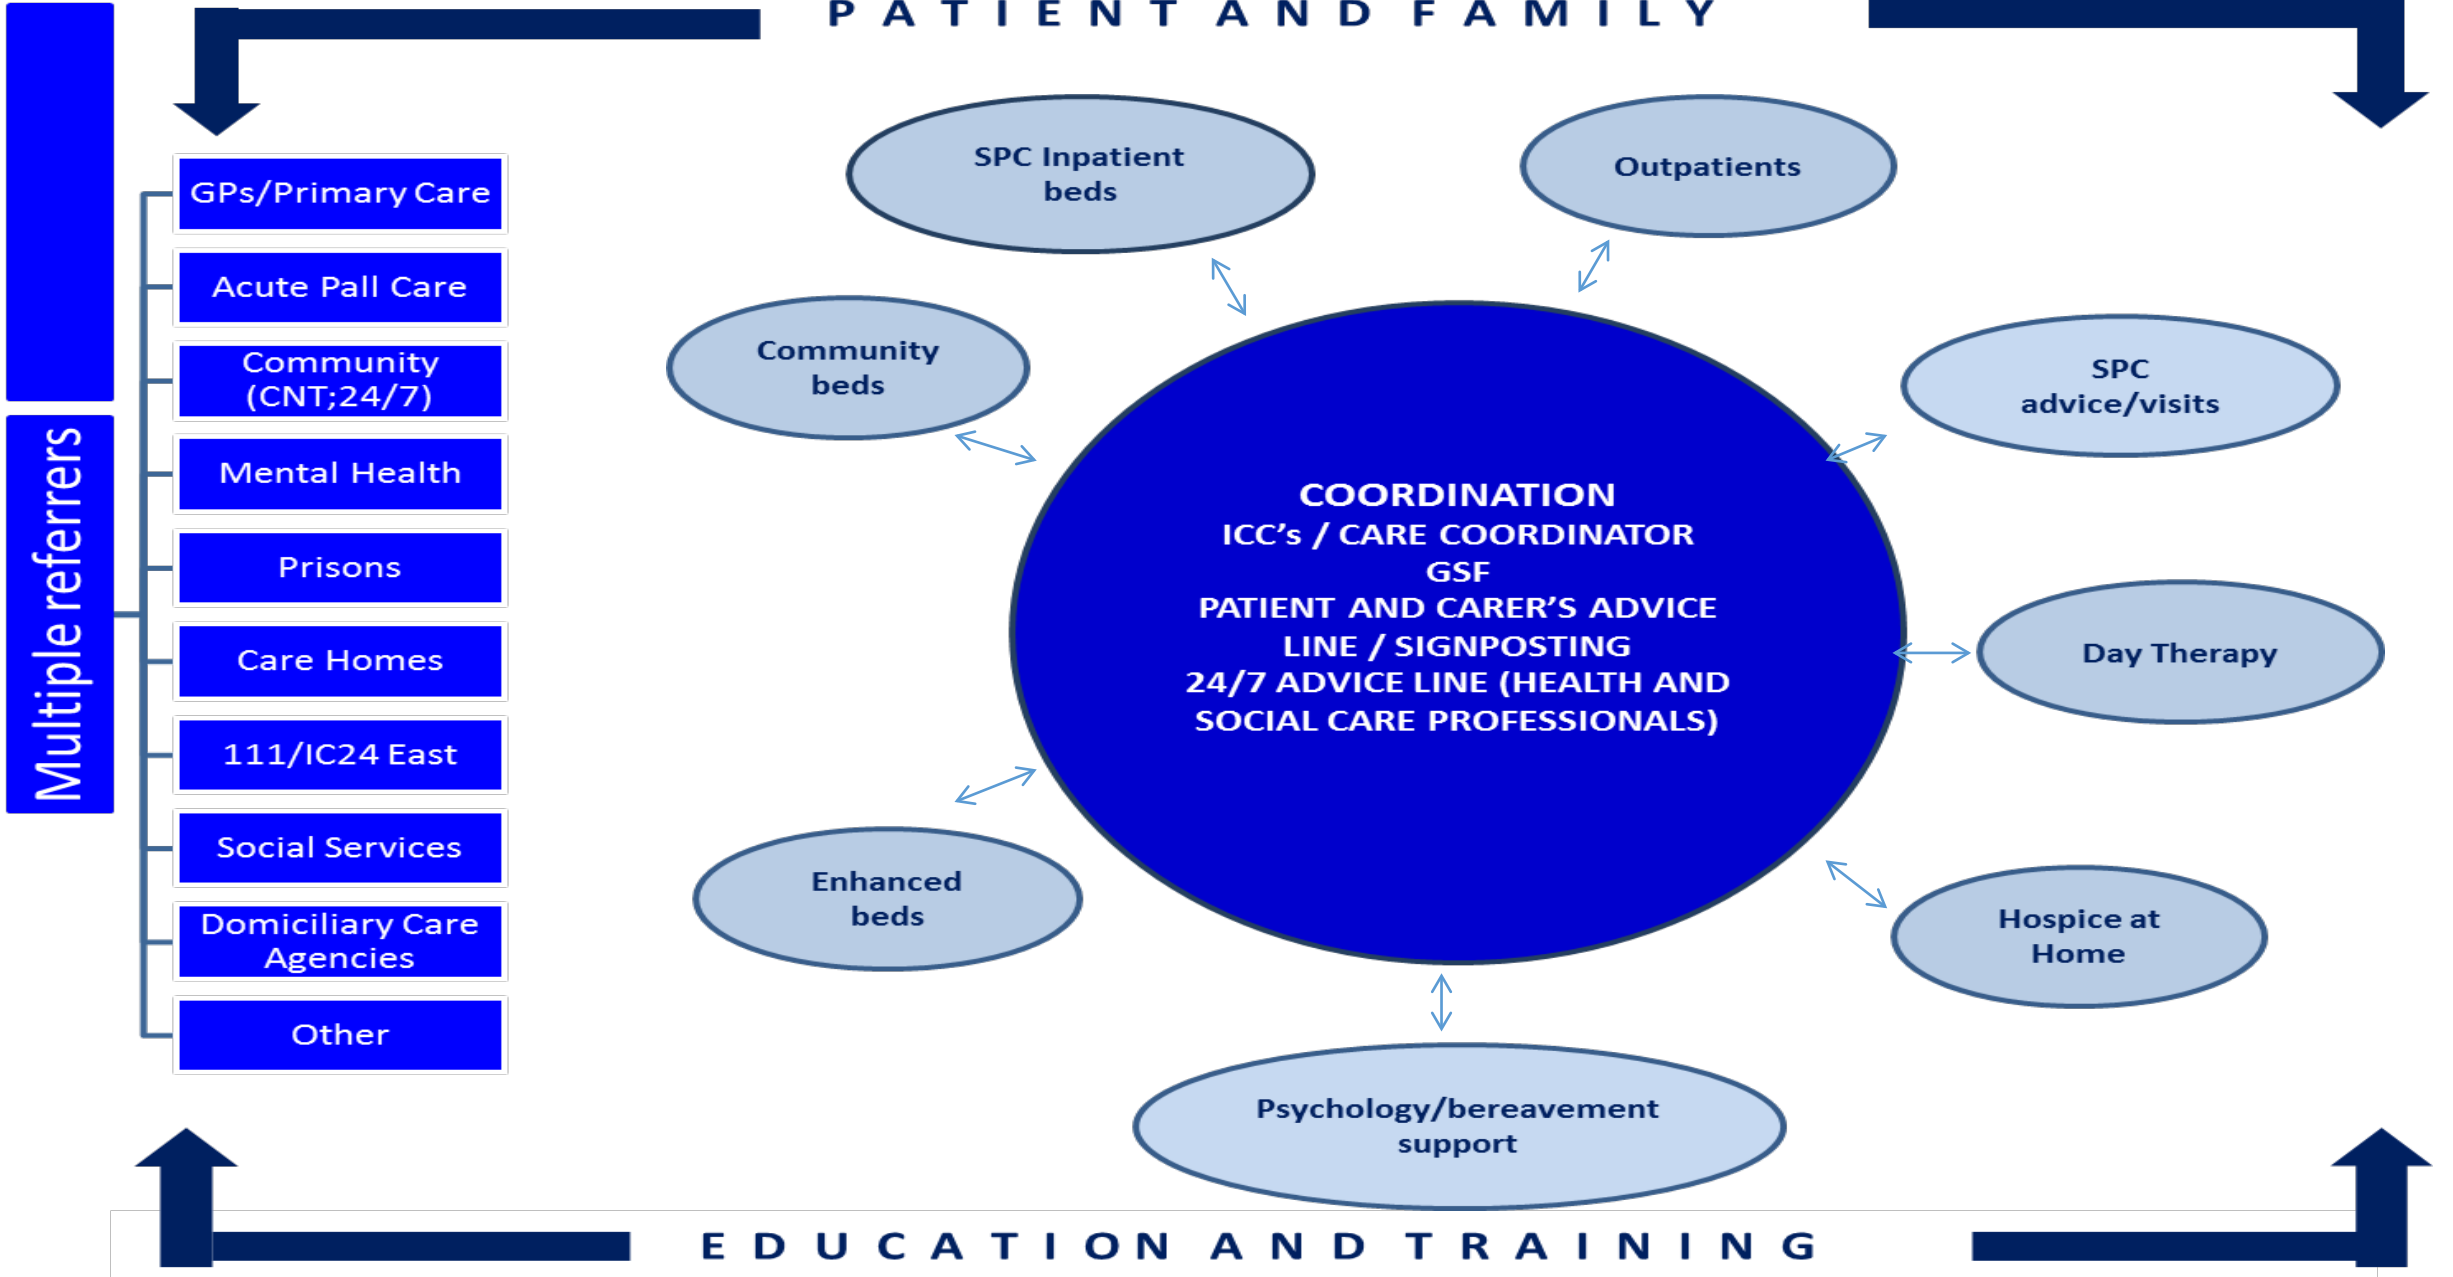 PATIENT AND FAMILY
Multiple referrers
GPs/Primary Care
Acute Pall Care
Community
(CNT;24/7)
Mental Health
Prisons
Care Homes
111/IC24 East
Social Services
Domiciliary Care
Agencies
Other
SPC Inpatient
beds
Outpatients
Community
beds
SPC
advice/visits
COORDINATION
ICC’s / CARE COORDINATOR
GSF
PATIENT AND CARER’S ADVICE
LINE / SIGNPOSTING
24/7 ADVICE LINE (HEALTH AND
SOCIAL CARE PROFESSIONALS)
Day Therapy
Enhanced
beds
Hospice at
Home
Psychology/bereavement
support
EDUCATION AND TRAINING